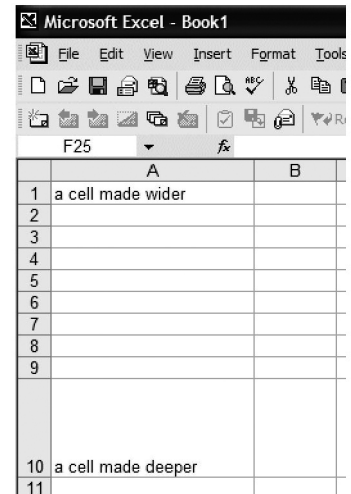 Microsoft Excel - Book1
File Edit View Insert Format Tools
ABC
F25 fx
A B
1 a cell made wider
2
3
4
5
6
7
8
9
10 a cell made deeper
11